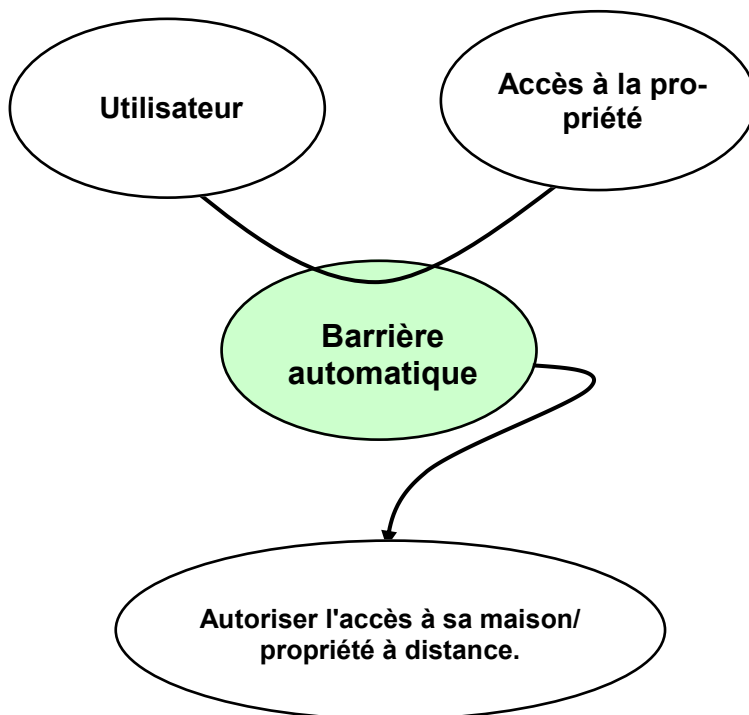 Utilisateur
Accès à la pro-
priété
Barrière
automatique
Autoriser l'accès à sa maison/
propriété à distance.